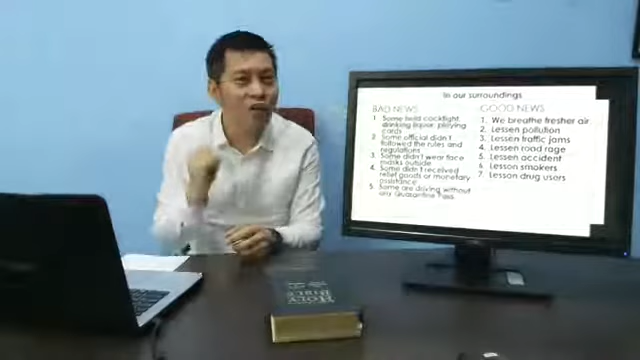 In our surroundings
BAD NEWS
1. Some held cockfight,
drinking liquor, playing
cards
2. Some official didn't
followed the rules and
regulations
3. Some didn't wear face
masks outside
4. Some didn't received
relief goods or monetary
assistance
5. Some are driving without
any Quarantine Pass
GOOD NEWS
1. We breathe fresher air
2. Lessen pollution
3. Lessen traffic jams
4. Lessen road rage
5. Lessen accident
6. Lessen smokers
7. Lessen drug users
HOLY
BIBLE